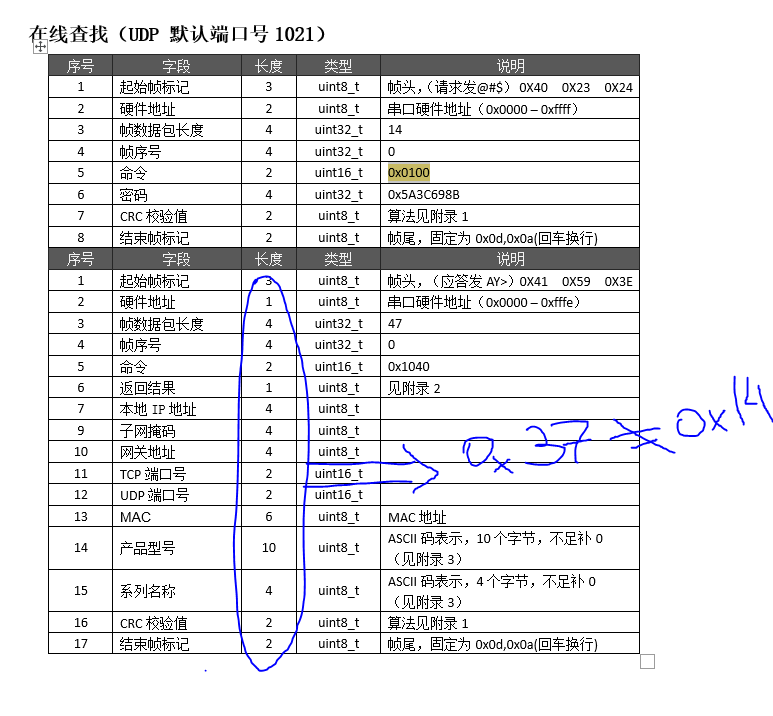 在线查找（UDP 默认端口号1021）
序号 字段 长度 类型 说明
1 起始帧标记 3 uint8_t 帧头，（请求发@#$）0X40 0X23 0X24
2 硬件地址 2 uint8_t 串口硬件地址（0x0000 – 0xffff）
3 帧数据包长度 4 uint32_t 14
4 帧序号 4 uint32_t 0
5 命令 2 uint16_t 0x0100
6 密码 4 uint32_t 0x5A3C698B
7 CRC 校验值 2 uint8_t 算法见附录 1
8 结束帧标记 2 uint8_t 帧尾，固定为 0x0d,0x0a(回车换行)
序号 字段 长度 类型 说明
1 起始帧标记 3 uint8_t 帧头，（应答发 AY>）0X41 0X59 0X3E
2 硬件地址 1 uint8_t 串口硬件地址（0x0000 – 0xfffe）
3 帧数据包长度 4 uint32_t 47
4 帧序号 4 uint32_t 0
5 命令 2 uint16_t 0x1040
6 返回结果 1 uint8_t 见附录 2
7 本地 IP 地址 4 uint8_t
8 子网掩码 4 uint8_t
10 网关地址 4 uint8_t
11 TCP 端口号 2 uint16_t
12 UDP 端口号 2 uint16_t
13 MAC 6 uint8_t MAC 地址
14 产品型号 10 uint8_t ASCII 码表示，10 个字节，不足补 0
（见附录 3）
15 系列名称 4 uint8_t ASCII 码表示，4 个字节，不足补 0
（见附录 3）
16 CRC 校验值 2 uint8_t 算法见附录 1
17 结束帧标记 2 uint8_t 帧尾，固定为 0x0d,0x0a(回车换行)
0x37 0x14